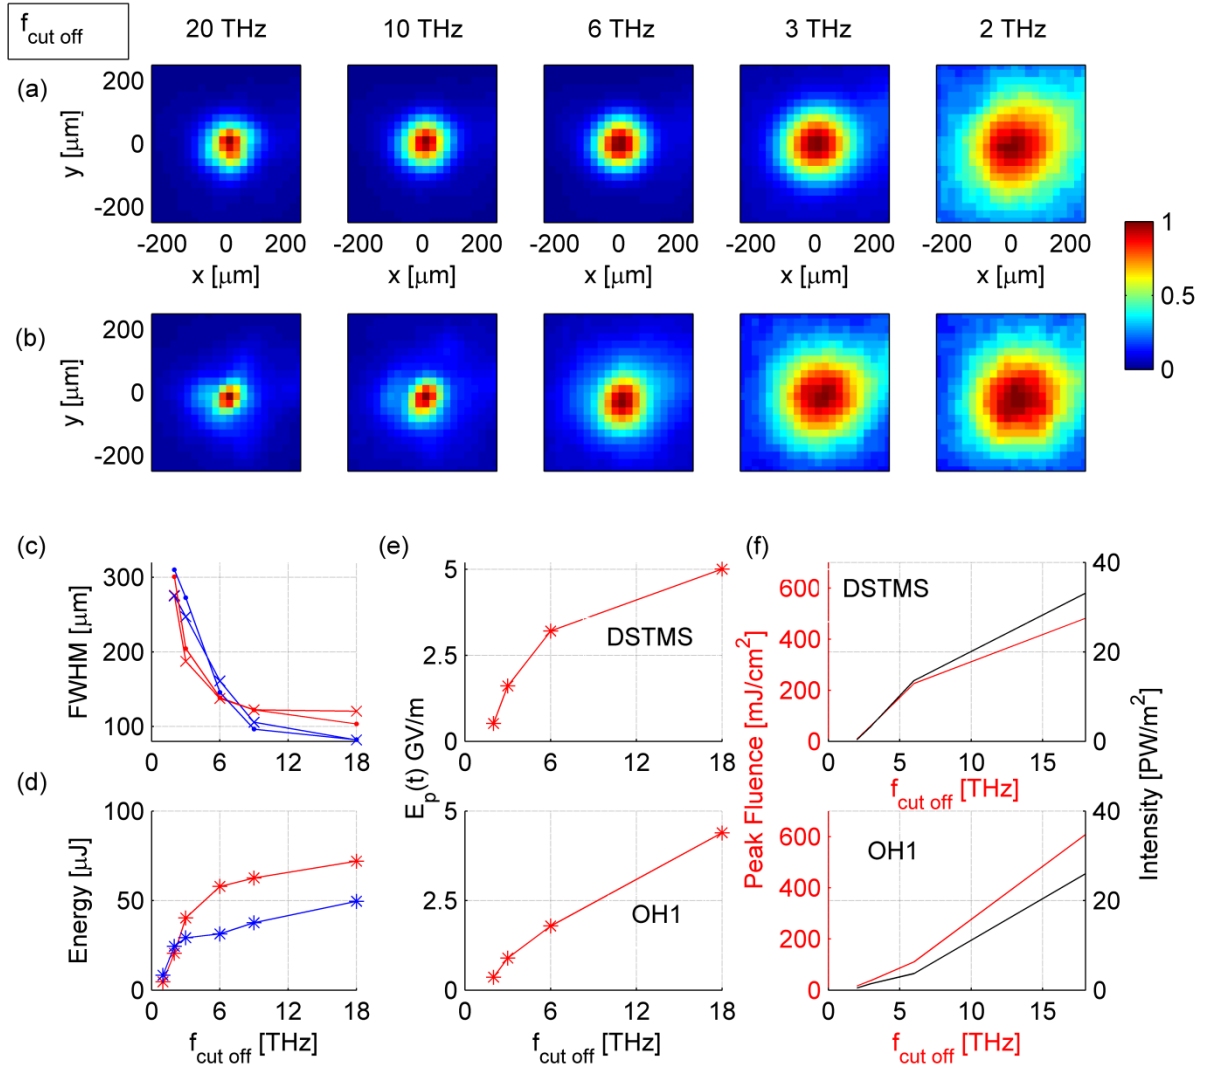 f_cut off
20 THz 10 THz 6 THz 3 THz 2 THz
(a)
200
0
-200
y [μm]
-200 0 200 -200 0 200 -200 0 200 -200 0 200 -200 0 200
x [μm] x [μm] x [μm] x [μm] x [μm]
1
0.5
0
(b)
200
0
-200
y [μm]
(c)
300
200
100
FWHM [μm]
0 6 12 18
(d)
100
50
0
Energy [μJ]
0 6 12 18
f_cut off [THz]
(e)
5
2.5
0
DSTMS
0 6 12 18
E_p(t) GV/m
5
2.5
0
OH1
0 6 12 18
f_cut off [THz]
(f)
DSTMS
600
400
200
0
40
20
0
0 5 10 15
f_cut off [THz]
Peak Fluence [mJ/cm²]
Intensity [PW/m²]
OH1
600
400
200
0
40
20
0
0 5 10 15
f_cut off [THz]